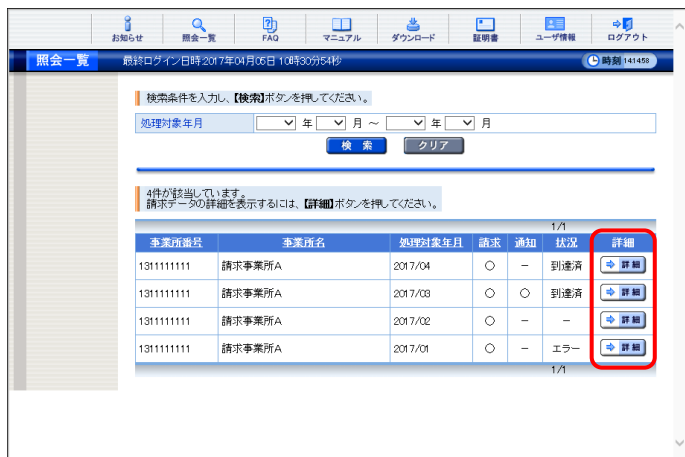 お知らせ 照会一覧 FAQ マニュアル ダウンロード 証明書 ユーザ情報 ログアウト
照会一覧 最終ログイン日時:2017年04月05日 10時30分54秒 時刻 14:14:58
検索条件を入力し、【検索】ボタンを押してください。
処理対象年月 年 月 ~ 年 月
検 索 クリア
4件が該当しています。
請求データの詳細を表示するには、【詳細】ボタンを押してください。
1/1
事業所番号 事業所名 処理対象年月 請求 通知 状況 詳細
1311111111 請求事業所A 2017/04 ○ − 到達済 詳細
1311111111 請求事業所A 2017/03 ○ ○ 到達済 詳細
1311111111 請求事業所A 2017/02 ○ − − 詳細
1311111111 請求事業所A 2017/01 ○ − エラー 詳細
1/1